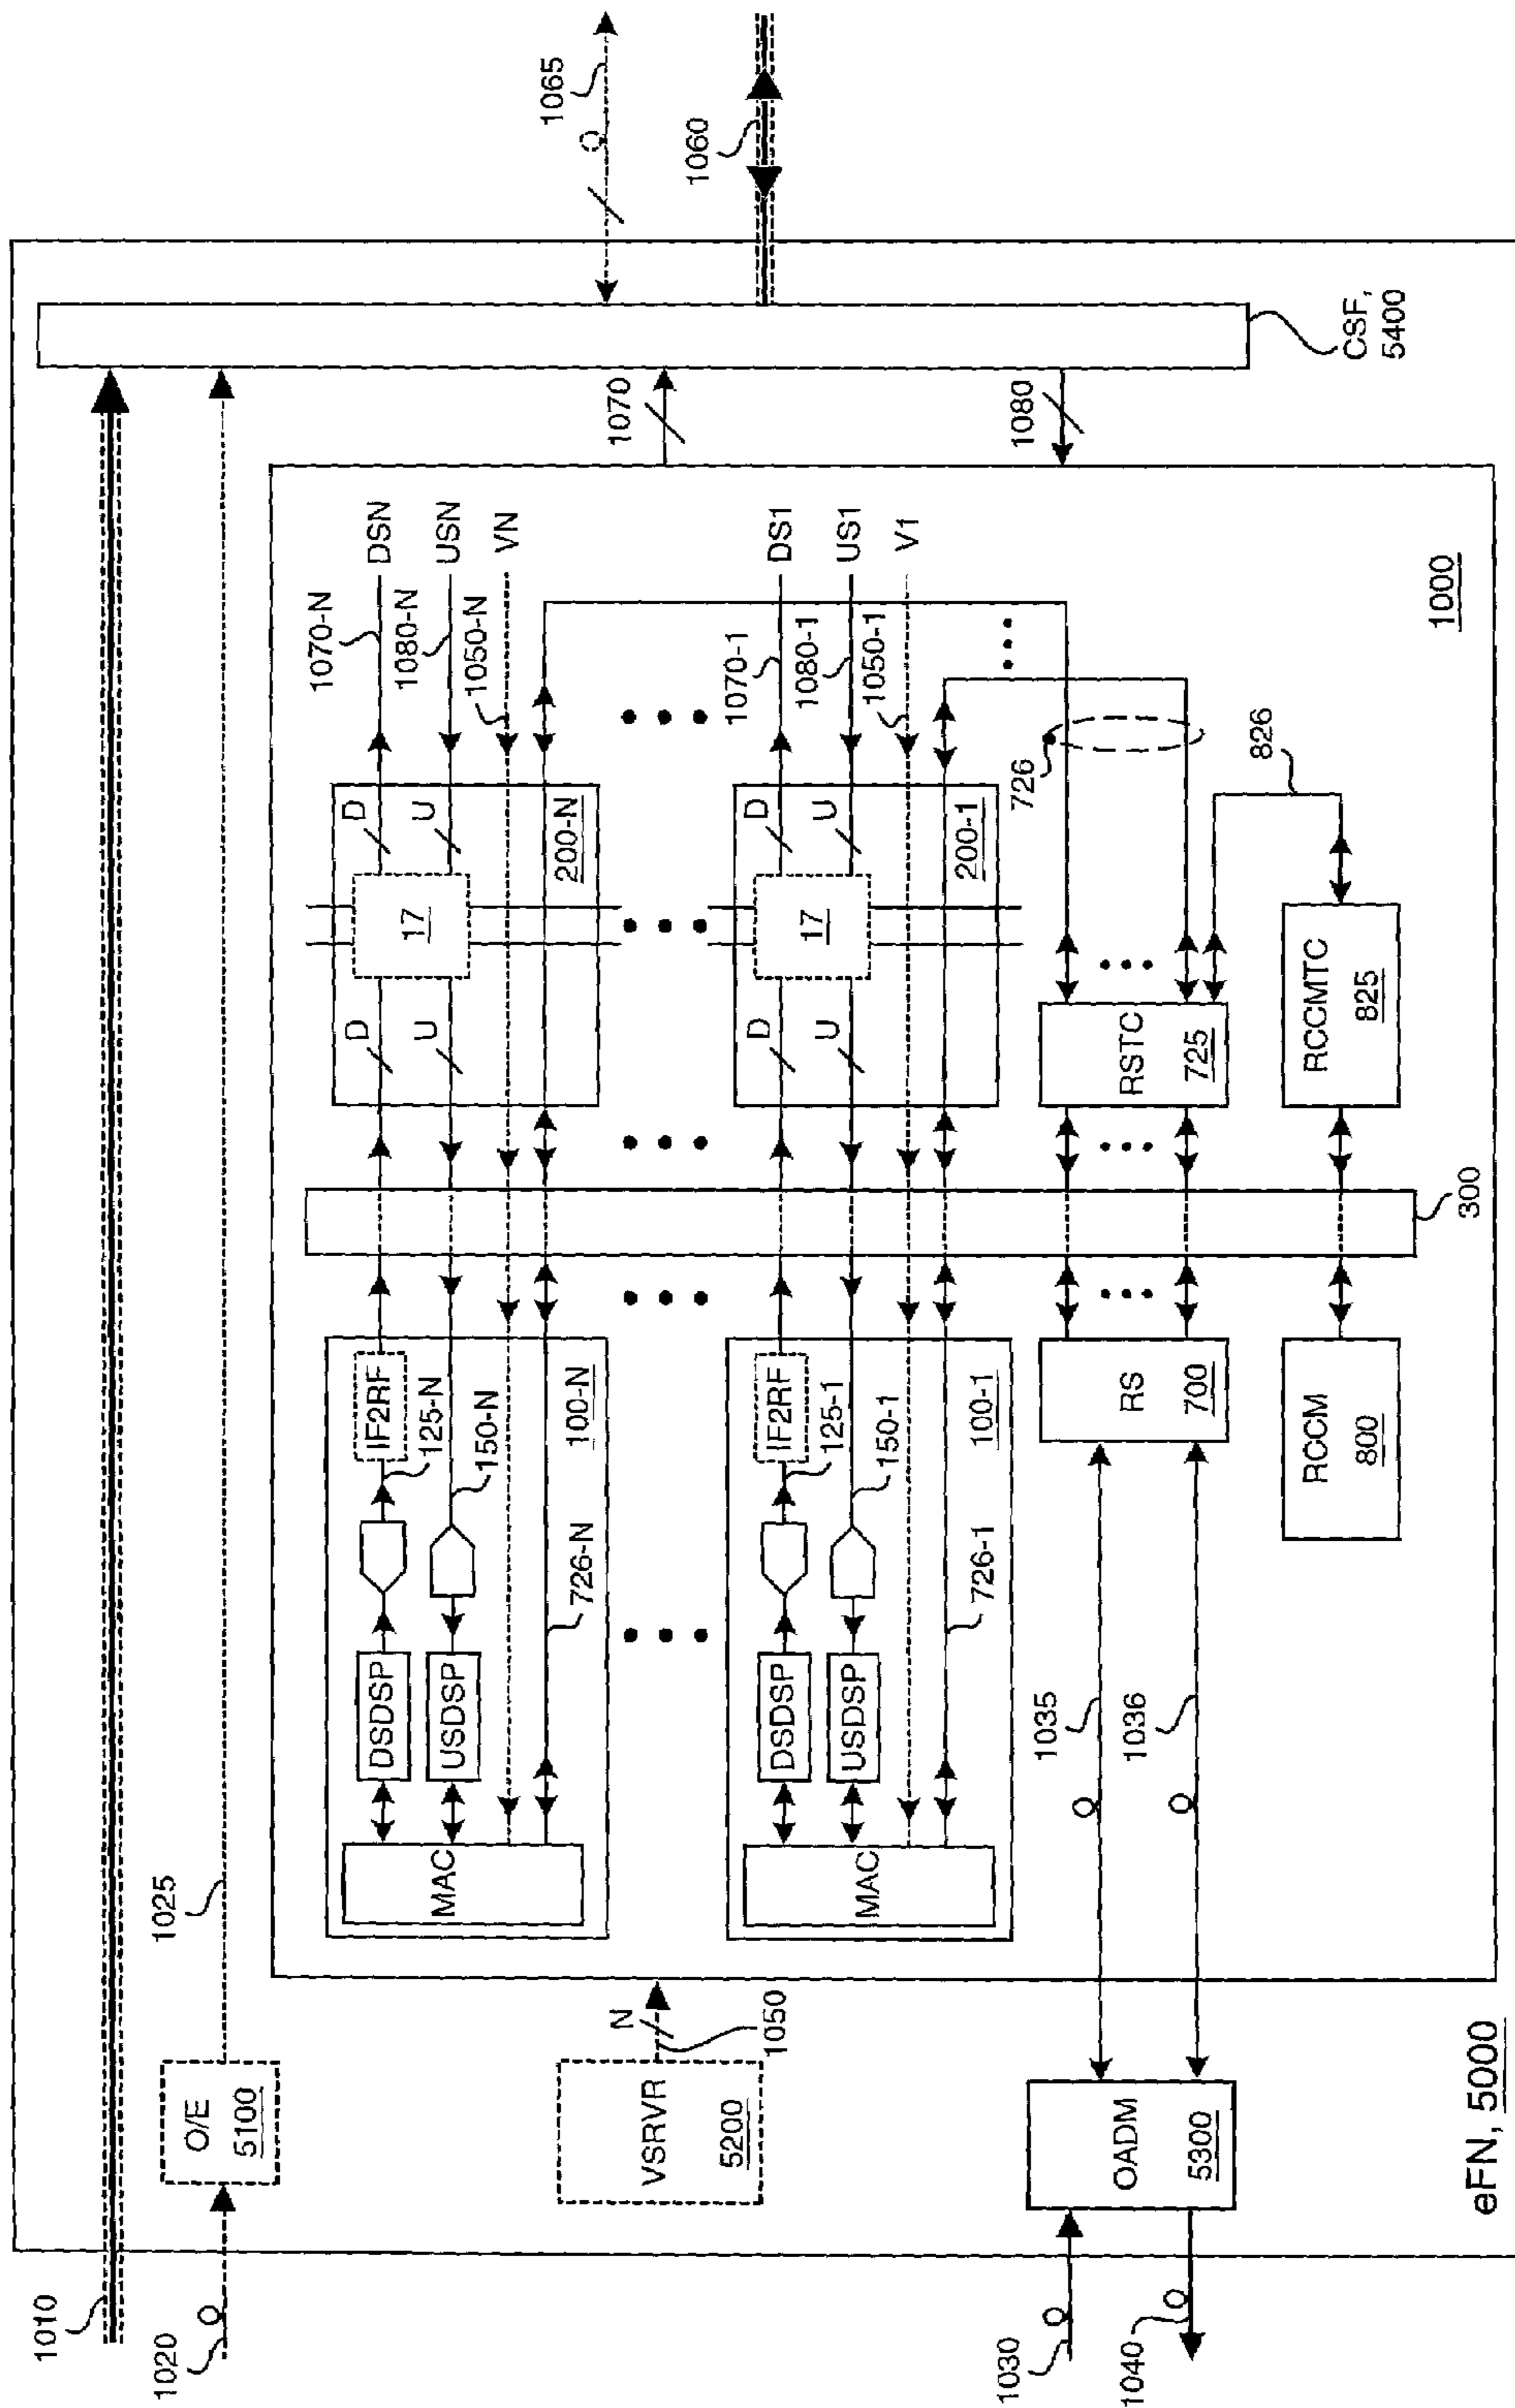 1010
1020
1025
O/E
5100
VSRVR
5200
N
1050
OADM
5300
1030
1040
1035
1036
eFN, 5000
1000
MAC
DSDSP
USDSP
IF2RF
125-N
150-N
726-N
100-N
MAC
DSDSP
USDSP
IF2RF
125-1
150-1
726-1
100-1
RS
700
RCCM
800
300
D
U
17
D
U
200-N
1070-N
1080-N
1050-N
DSN
USN
VN
D
U
17
D
U
200-1
1070-1
1080-1
1050-1
DS1
US1
V1
RSTC
725
726
RCCMTC
825
826
1070
1080
CSF,
5400
1065
1060